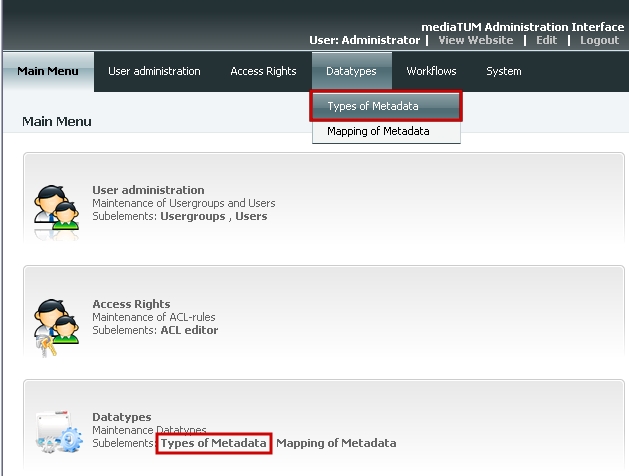 mediaTUM Administration Interface
User: Administrator | View Website | Edit | Logout
Main Menu User administration Access Rights Datatypes Workflows System
Types of Metadata
Mapping of Metadata
Main Menu
User administration
Maintenance of Usergroups and Users
Subelements: Usergroups , Users
Access Rights
Maintenance of ACL-rules
Subelements: ACL editor
Datatypes
Maintenance Datatypes
Subelements: Types of Metadata Mapping of Metadata